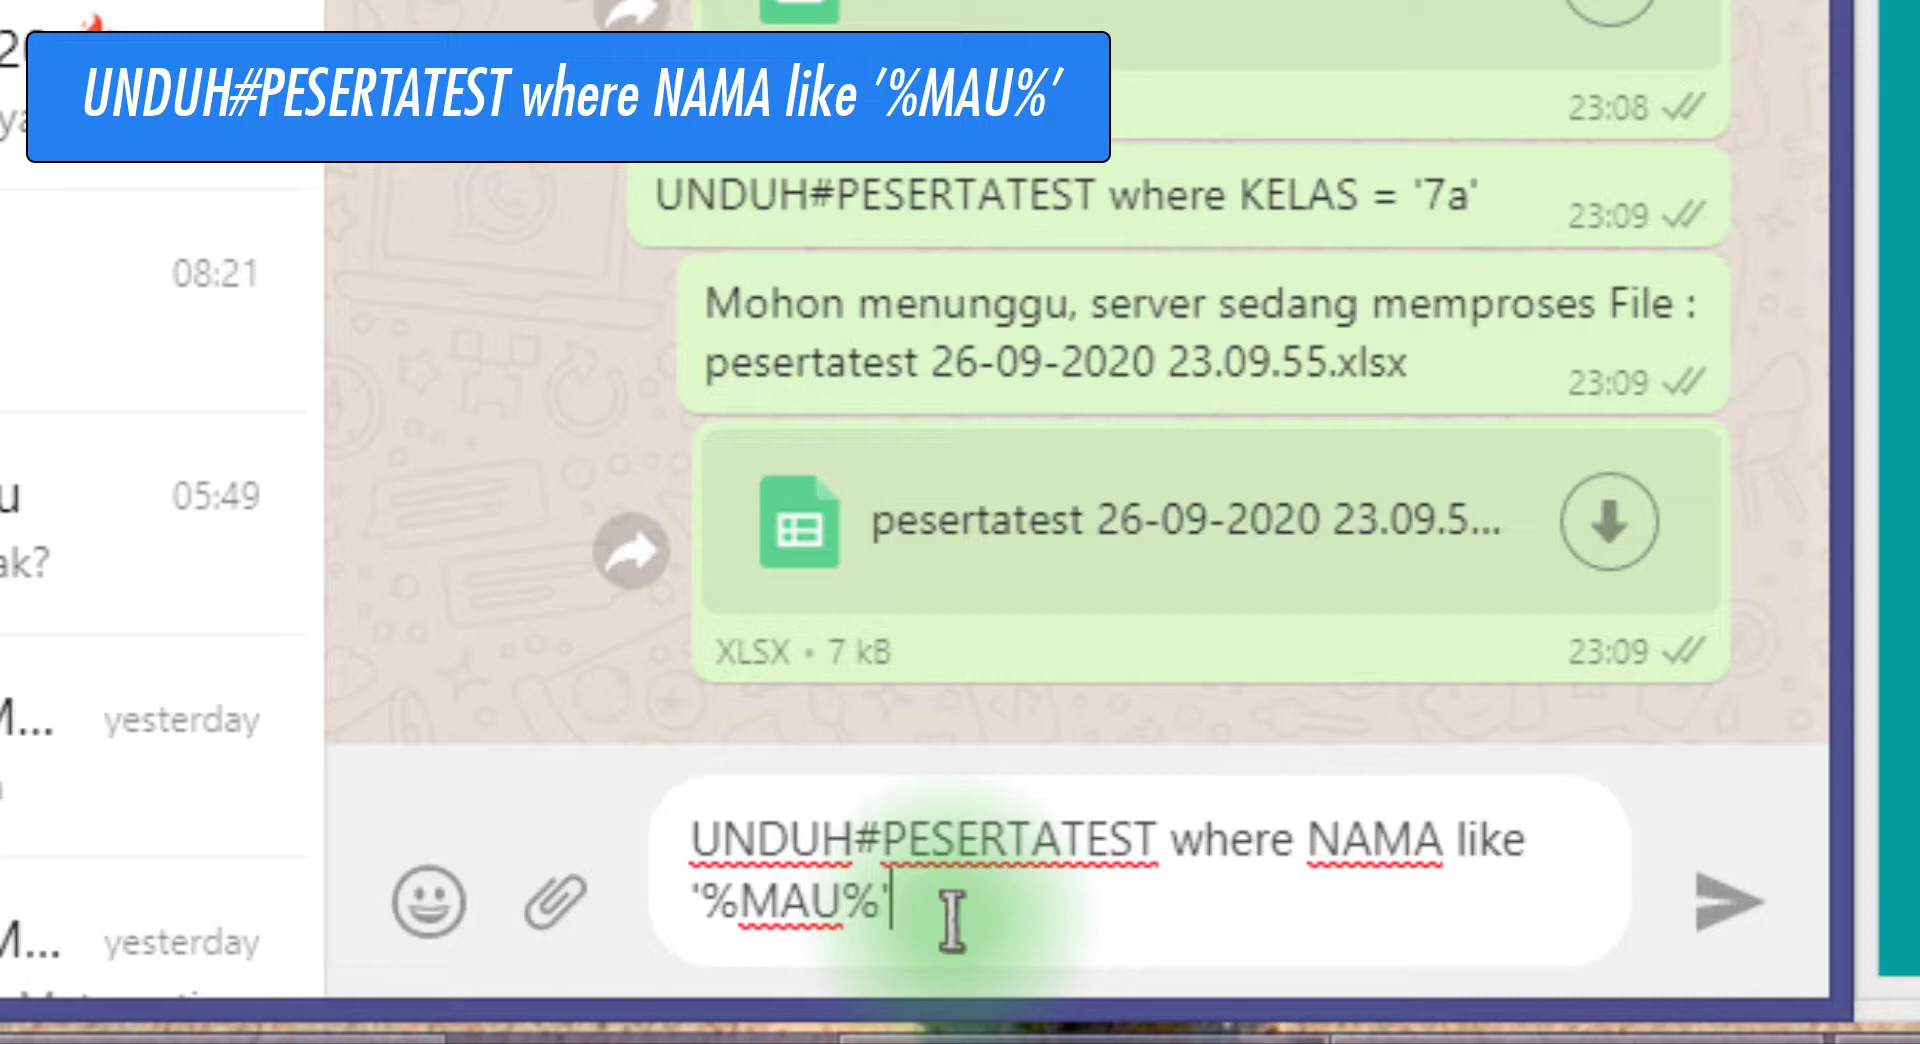 UNDUH#PESERTATEST where NAMA like '%MAU%'
23:08
UNDUH#PESERTATEST where KELAS = '7a'
23:09
08:21
Mohon menunggu, server sedang memproses File :
pesertatest 26-09-2020 23.09.55.xlsx
23:09
05:49
ak?
pesertatest 26-09-2020 23.09.5...
XLSX • 7 kB
23:09
M... yesterday
UNDUH#PESERTATEST where NAMA like
'%MAU%'
M... yesterday